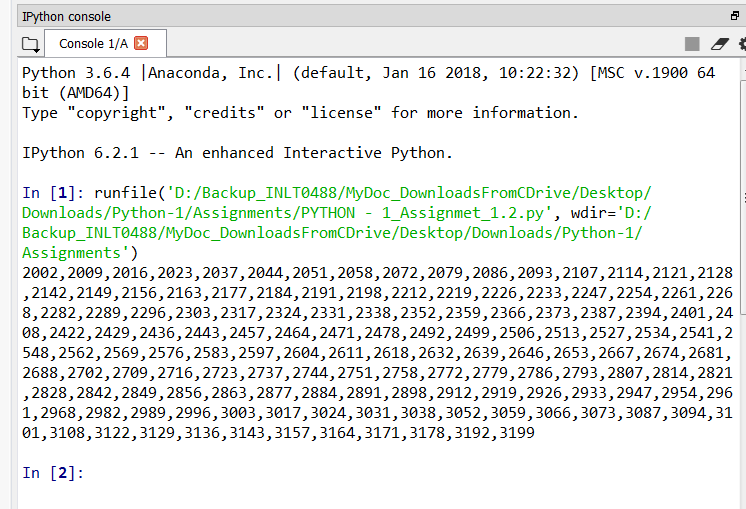 IPython console
Console 1/A
Python 3.6.4 |Anaconda, Inc.| (default, Jan 16 2018, 10:22:32) [MSC v.1900 64
bit (AMD64)]
Type "copyright", "credits" or "license" for more information.
IPython 6.2.1 -- An enhanced Interactive Python.
In [1]: runfile('D:/Backup_INLT0488/MyDoc_DownloadsFromCDrive/Desktop/
Downloads/Python-1/Assignments/PYTHON - 1_Assignmet_1.2.py', wdir='D:/
Backup_INLT0488/MyDoc_DownloadsFromCDrive/Desktop/Downloads/Python-1/
Assignments')
2002,2009,2016,2023,2037,2044,2051,2058,2072,2079,2086,2093,2107,2114,2121,2128
,2142,2149,2156,2163,2177,2184,2191,2198,2212,2219,2226,2233,2247,2254,2261,226
8,2282,2289,2296,2303,2317,2324,2331,2338,2352,2359,2366,2373,2387,2394,2401,24
08,2422,2429,2436,2443,2457,2464,2471,2478,2492,2499,2506,2513,2527,2534,2541,2
548,2562,2569,2576,2583,2597,2604,2611,2618,2632,2639,2646,2653,2667,2674,2681,
2688,2702,2709,2716,2723,2737,2744,2751,2758,2772,2779,2786,2793,2807,2814,2821
,2828,2842,2849,2856,2863,2877,2884,2891,2898,2912,2919,2926,2933,2947,2954,296
1,2968,2982,2989,2996,3003,3017,3024,3031,3038,3052,3059,3066,3073,3087,3094,31
01,3108,3122,3129,3136,3143,3157,3164,3171,3178,3192,3199
In [2]: